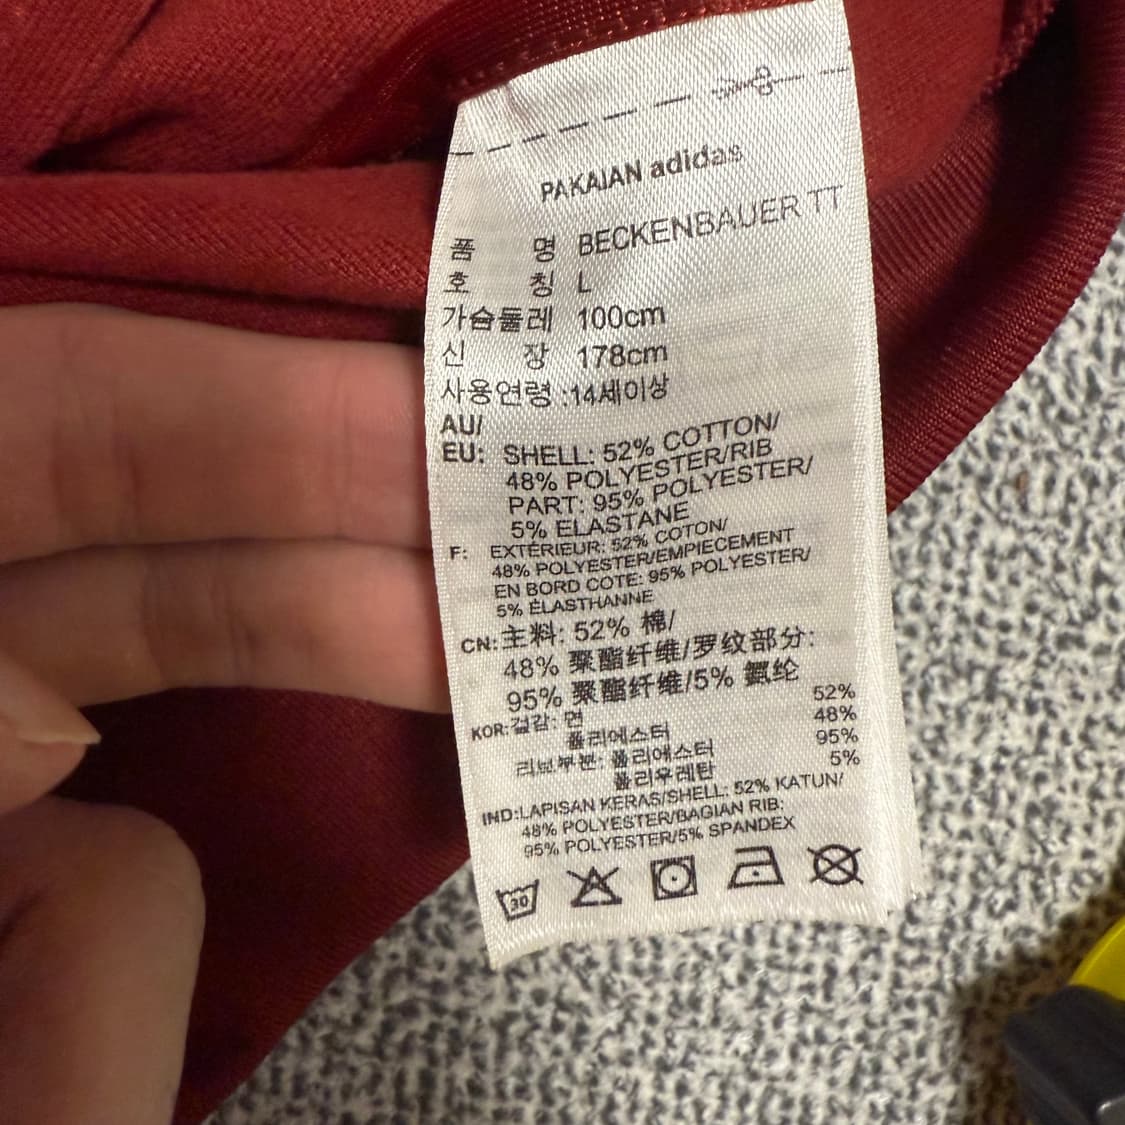 PAKAIAN adidas
품 명 BECKENBAUER TT
호 칭 L
가슴둘레 100cm
신 장 178cm
사용연령 :14세이상
AU/
EU: SHELL: 52% COTTON/
48% POLYESTER/RIB
PART: 95% POLYESTER/
5% ELASTANE
F: EXTÉRIEUR: 52% COTON/
48% POLYESTER/EMPIECEMENT
EN BORD COTE: 95% POLYESTER/
5% ÉLASTHANNE
CN: 主料: 52% 棉/
48% 聚酯纤维/罗纹部分:
95% 聚酯纤维/5% 氨纶
KOR: 겉감: 면 52%
폴리에스터 48%
리브부분: 폴리에스터 95%
폴리우레탄 5%
IND:LAPISAN KERAS/SHELL: 52% KATUN/
48% POLYESTER/BAGIAN RIB:
95% POLYESTER/5% SPANDEX
30